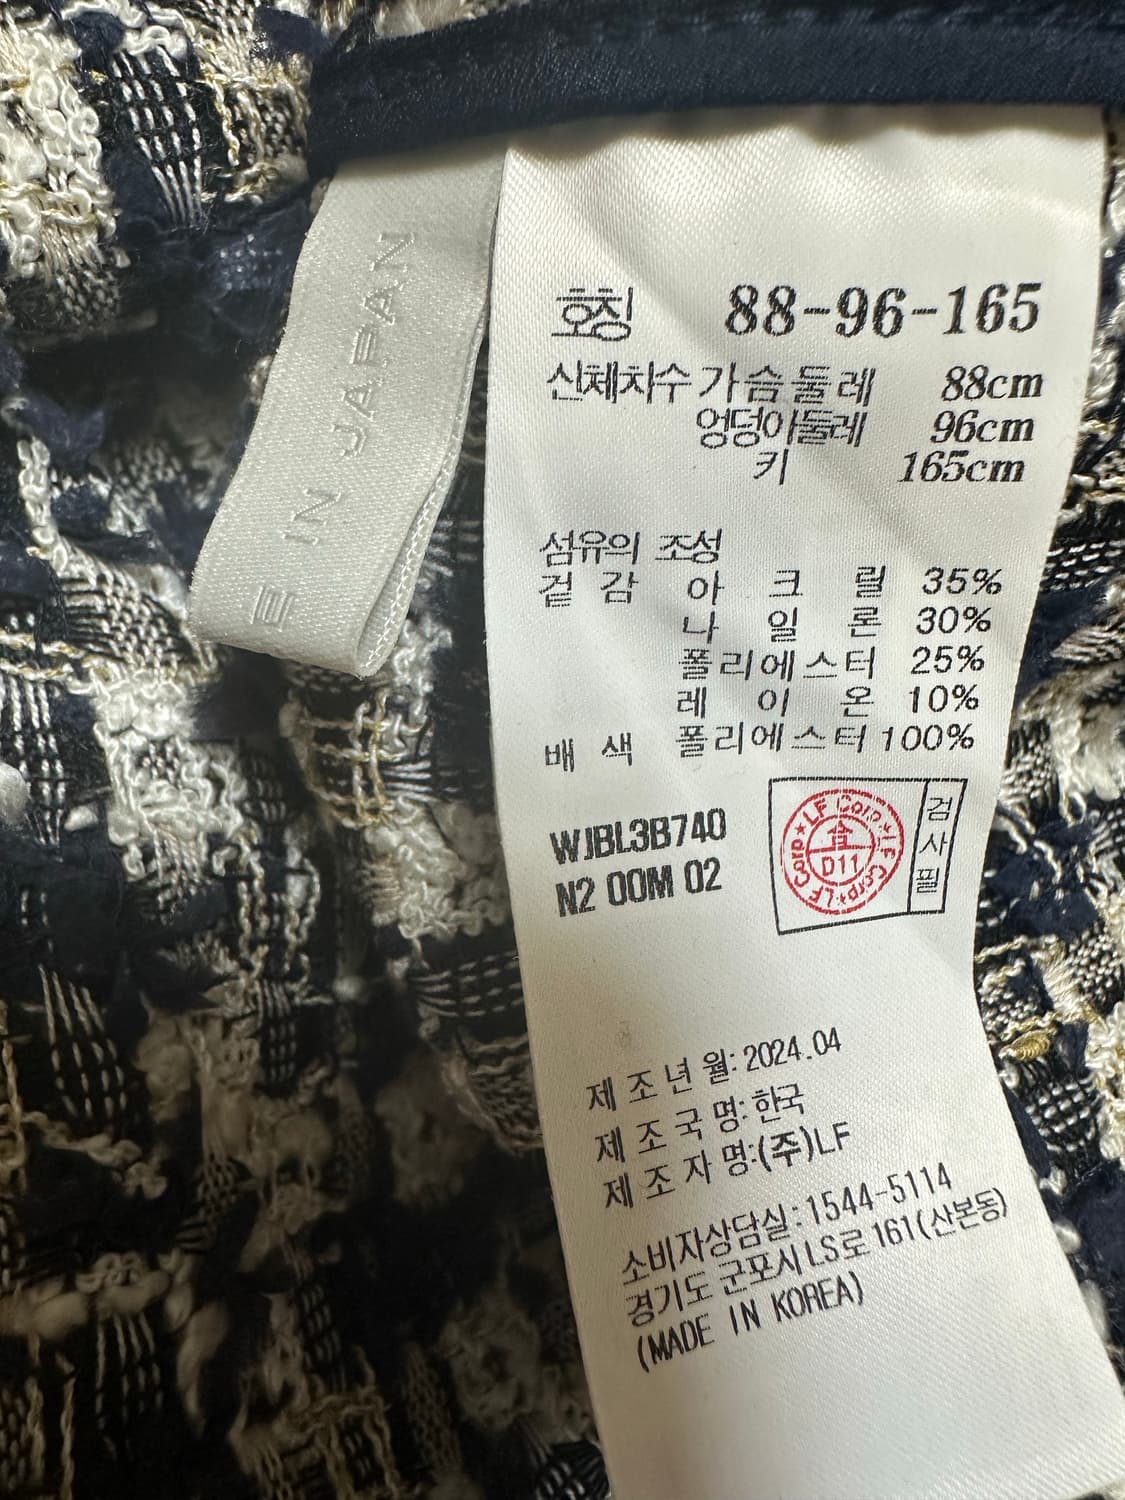 E IN JAPAN
호칭 88-96-165
신체치수 가슴둘레 88cm
엉덩이둘레 96cm
키 165cm
섬유의 조성
겉감 아크릴 35%
나일론 30%
폴리에스터 25%
레이온 10%
배색 폴리에스터 100%
WJBL3B740
N2 00M 02
LF Corp★LF Corp★LF Corp★
D11
검사필
제조년월: 2024.04
제조국명: 한국
제조자명: (주)LF
소비자상담실: 1544-5114
경기도 군포시 LS로 161(산본동)
(MADE IN KOREA)